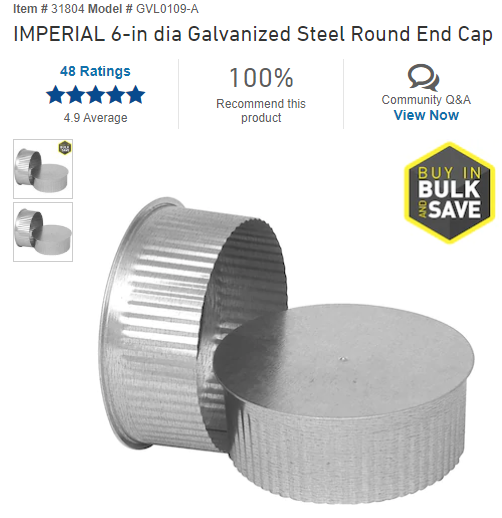 Item # 31804 Model # GVL0109-A
IMPERIAL 6-in dia Galvanized Steel Round End Cap
48 Ratings
4.9 Average
100%
Recommend this
product
Community Q&A
View Now
BUY IN
BULK
AND SAVE